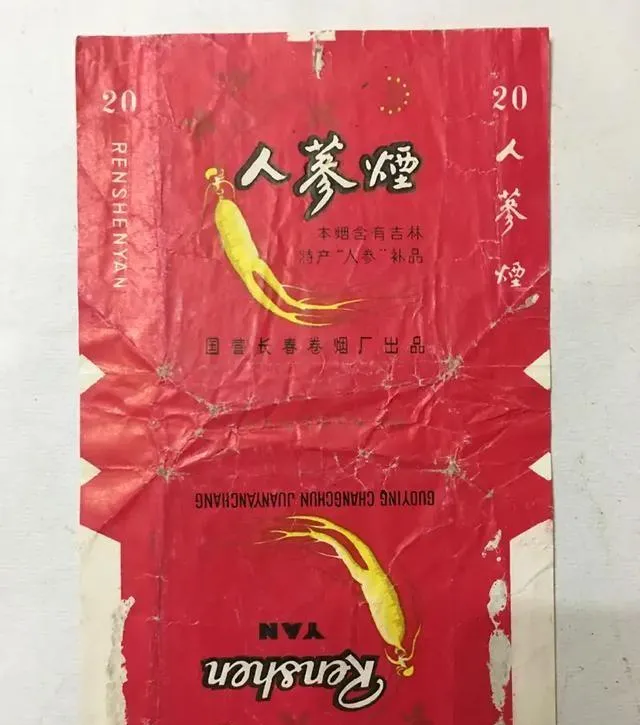 20
RENSHENYAN
人蔘煙
本烟含有吉林
特产“人参”补品
国营长春卷烟厂出品
20
人蔘煙
GUOYING CHANGCHUN JUANYANCHANG
Renshen
YAN